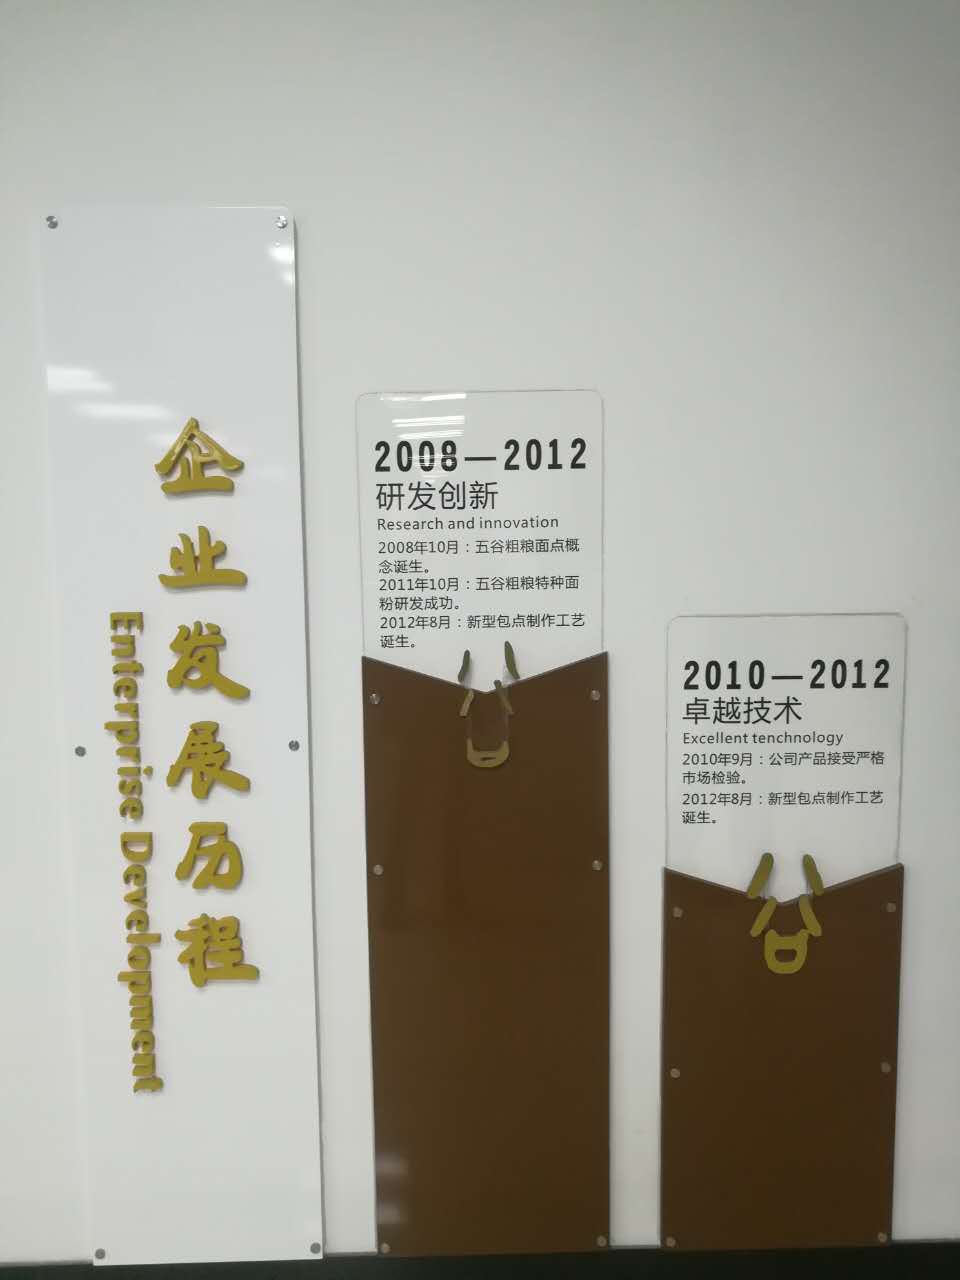 企业发展历程
Enterprise Development
2008—2012
研发创新
Research and innovation
2008年10月：五谷粗粮面点概
念诞生。
2011年10月：五谷粗粮特种面
粉研发成功。
2012年8月：新型包点制作工艺
诞生。
2010—2012
卓越技术
Excellent tenchnology
2010年9月：公司产品接受严格
市场检验。
2012年8月：新型包点制作工艺
诞生。